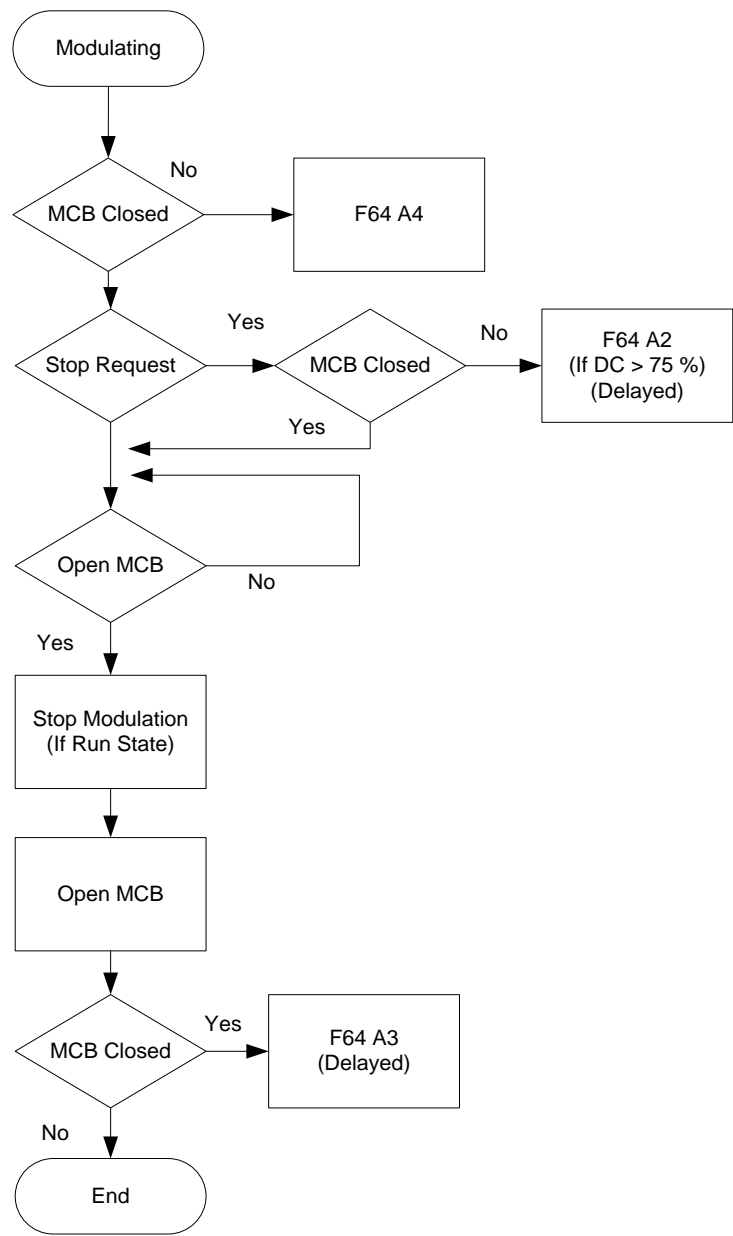 Modulating
No
MCB Closed
F64 A4
Yes
No
Stop Request
MCB Closed
F64 A2
(If DC > 75 %)
(Delayed)
Yes
Open MCB
No
Yes
Stop Modulation
(If Run State)
Open MCB
Yes
MCB Closed
F64 A3
(Delayed)
No
End